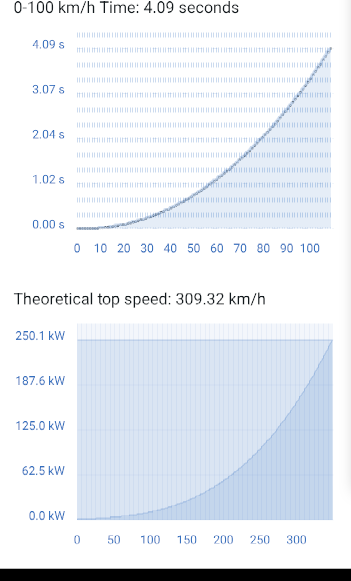 0-100 km/h Time: 4.09 seconds
4.09 s
3.07 s
2.04 s
1.02 s
0.00 s
0 10 20 30 40 50 60 70 80 90 100
Theoretical top speed: 309.32 km/h
250.1 kW
187.6 kW
125.0 kW
62.5 kW
0.0 kW
0 50 100 150 200 250 300